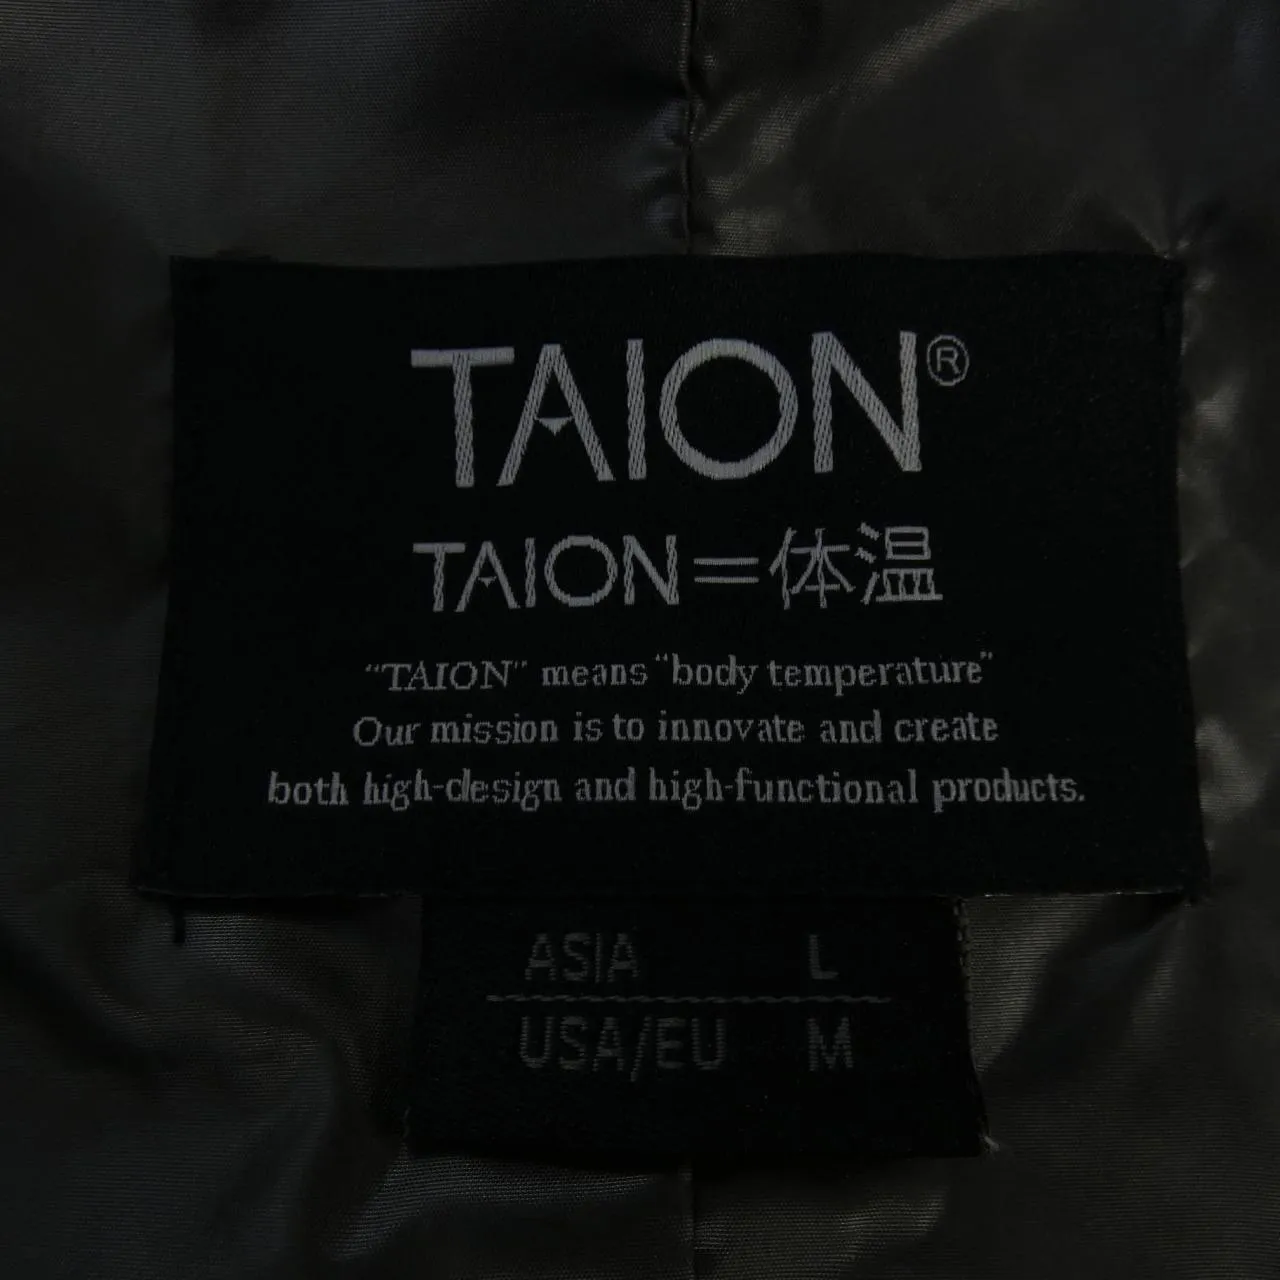 TAION®
TAION=体温
"TAION" means "body temperature"
Our mission is to innovate and create
both high-design and high-functional products.
ASIA L
USA/EU M